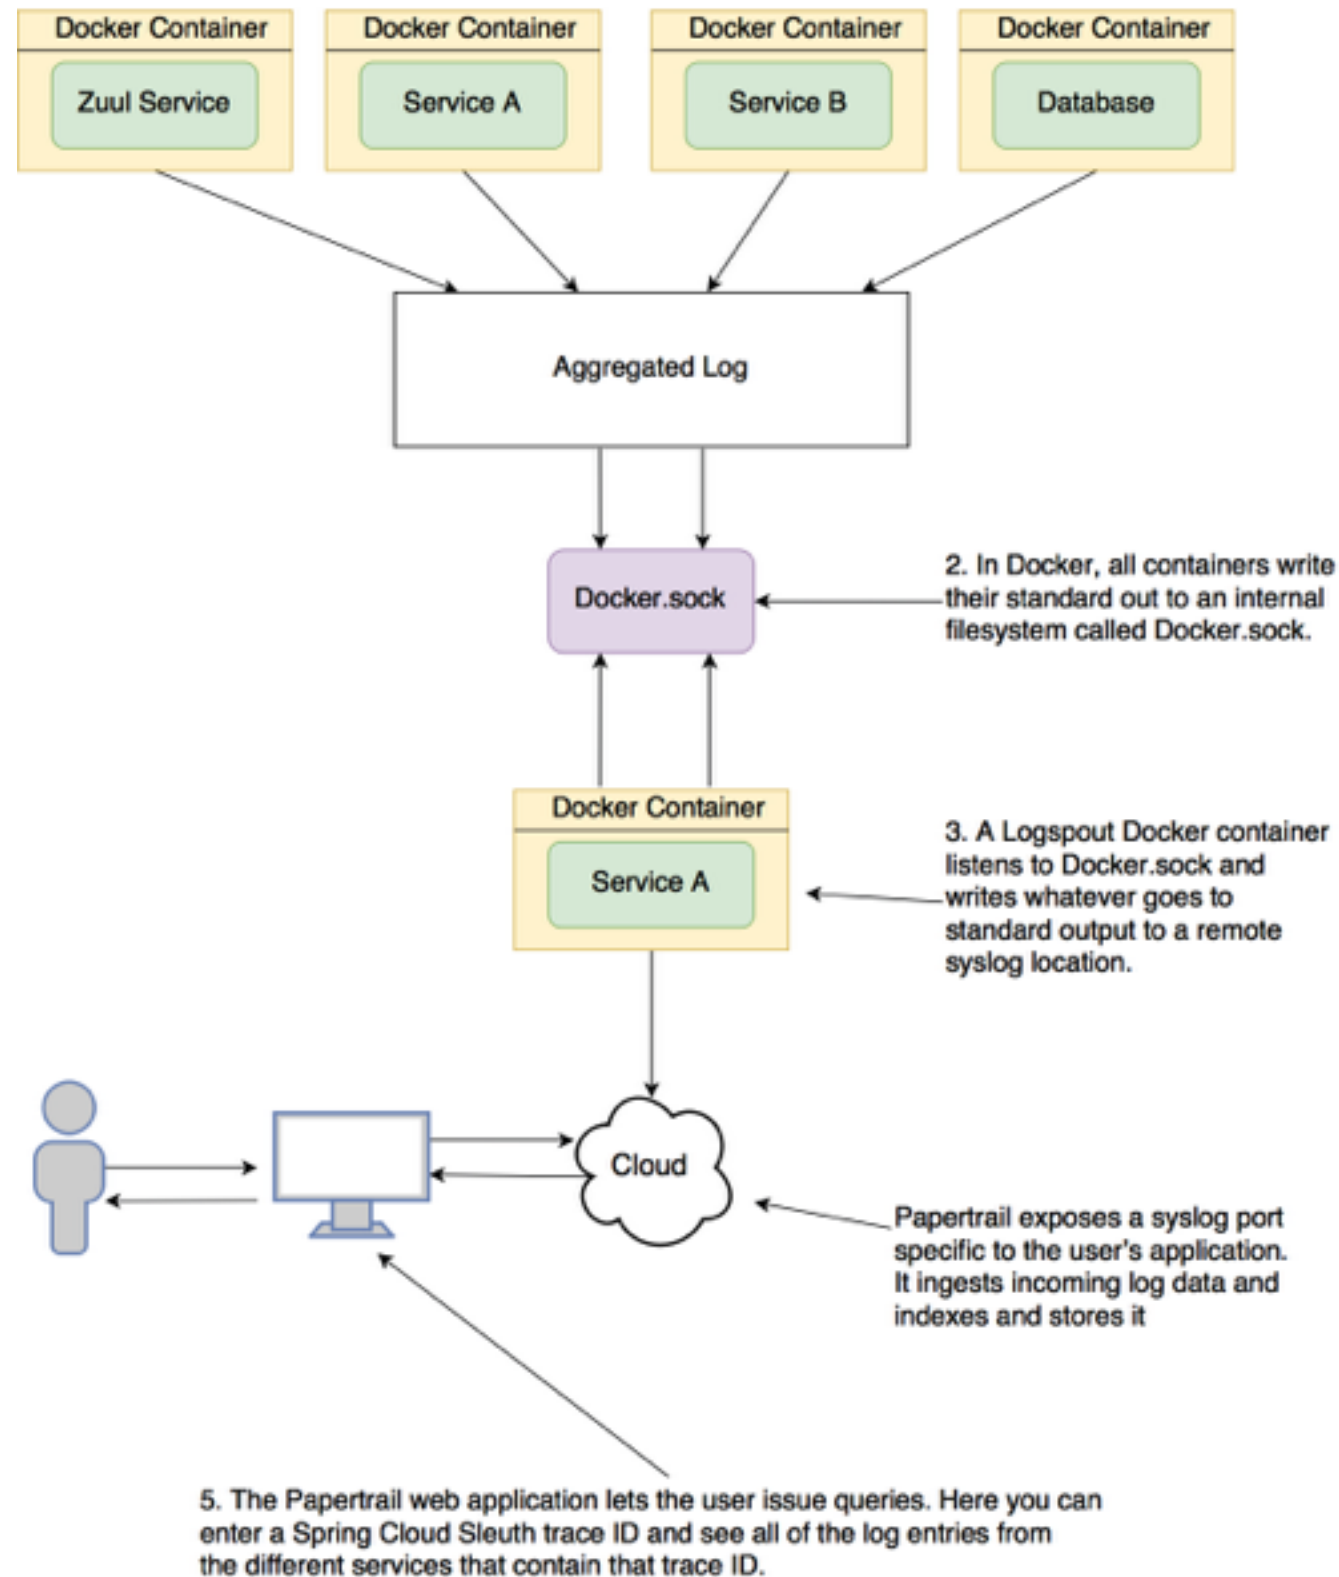 Docker Container
Docker Container
Docker Container
Docker Container
Zuul Service
Service A
Service B
Database
Aggregated Log
Docker.sock
2. In Docker, all containers write
their standard out to an internal
filesystem called Docker.sock.
Docker Container
Service A
3. A Logspout Docker container
listens to Docker.sock and
writes whatever goes to
standard output to a remote
syslog location.
Cloud
Papertrail exposes a syslog port
specific to the user's application.
It ingests incoming log data and
indexes and stores it
5. The Papertrail web application lets the user issue queries. Here you can
enter a Spring Cloud Sleuth trace ID and see all of the log entries from
the different services that contain that trace ID.